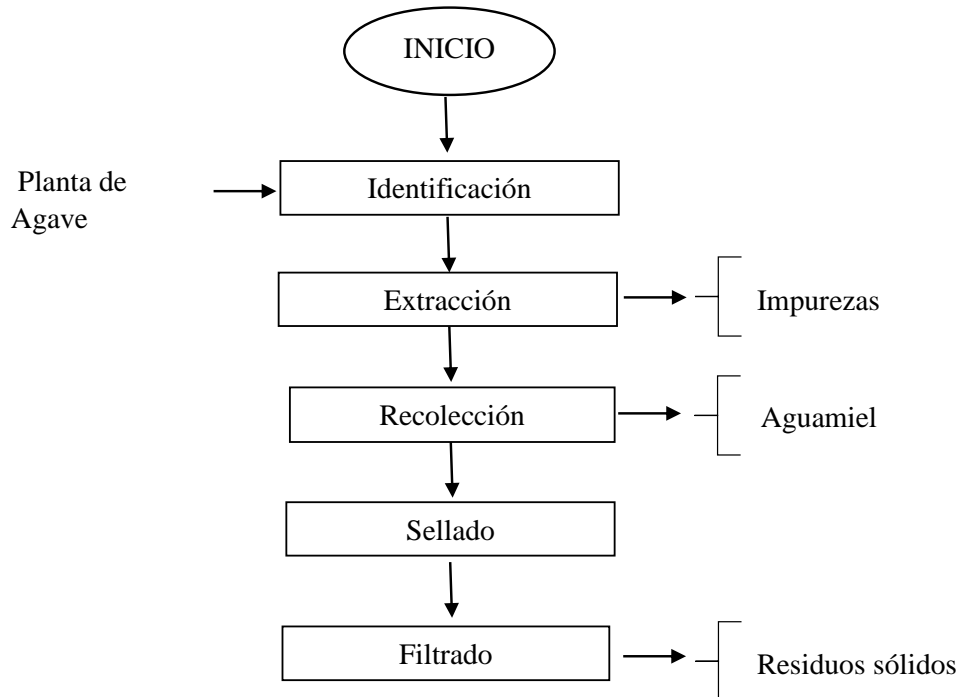 INICIO
Planta de
Agave
Identificación
Extracción
Impurezas
Recolección
Aguamiel
Sellado
Filtrado
Residuos sólidos